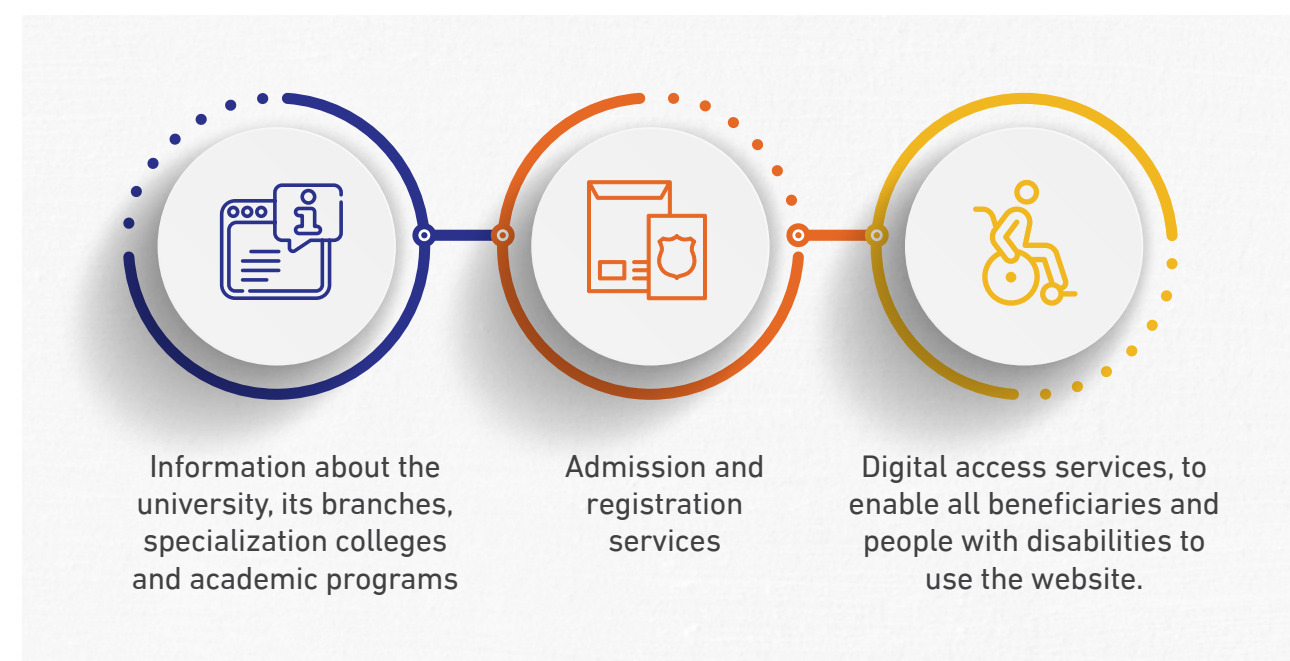 Information about the
university, its branches,
specialization colleges
and academic programs
Admission and
registration
services
Digital access services, to
enable all beneficiaries and
people with disabilities to
use the website.